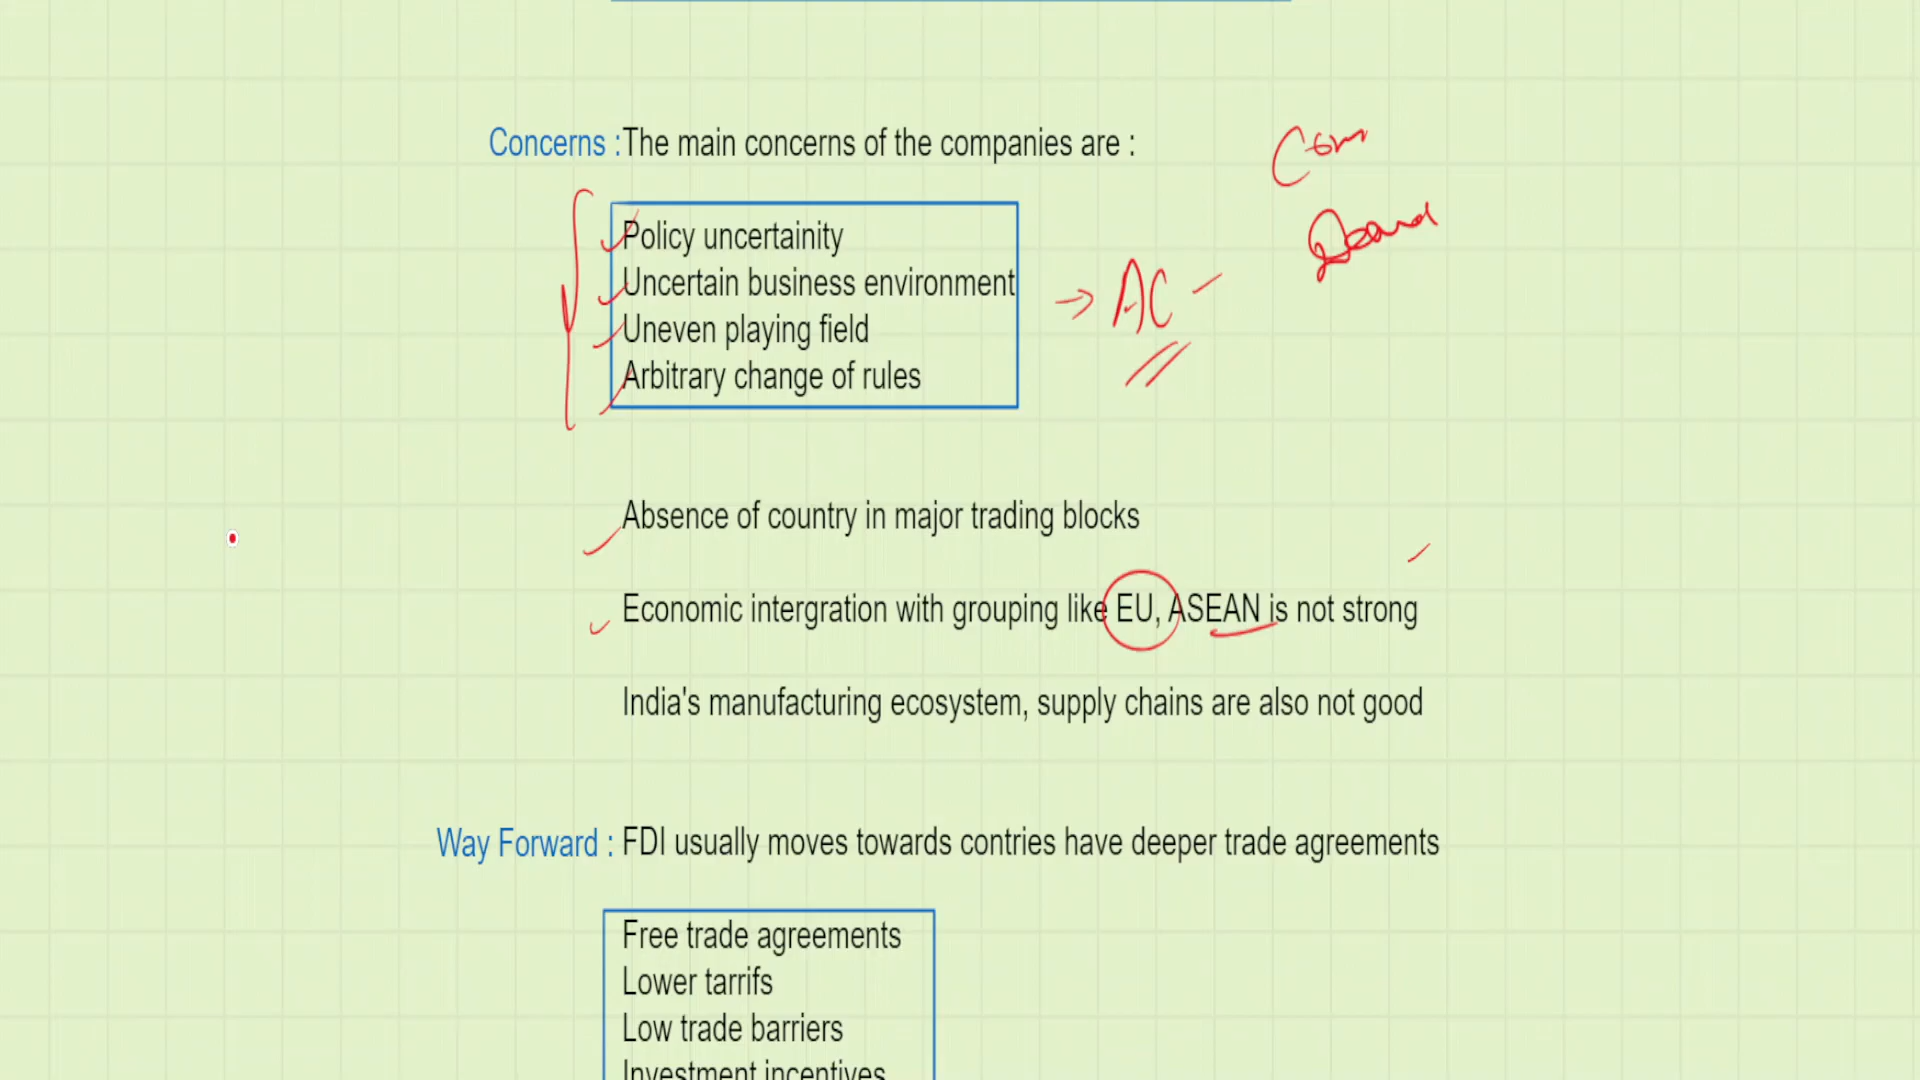 Concerns : The main concerns of the companies are :
Policy uncertainity
Uncertain business environment
Uneven playing field
Arbitrary change of rules
AC
Com
Absence of country in major trading blocks
Economic intergration with grouping like EU, ASEAN is not strong
India's manufacturing ecosystem, supply chains are also not good
Way Forward : FDI usually moves towards contries have deeper trade agreements
Free trade agreements
Lower tarrifs
Low trade barriers
Investment incentives